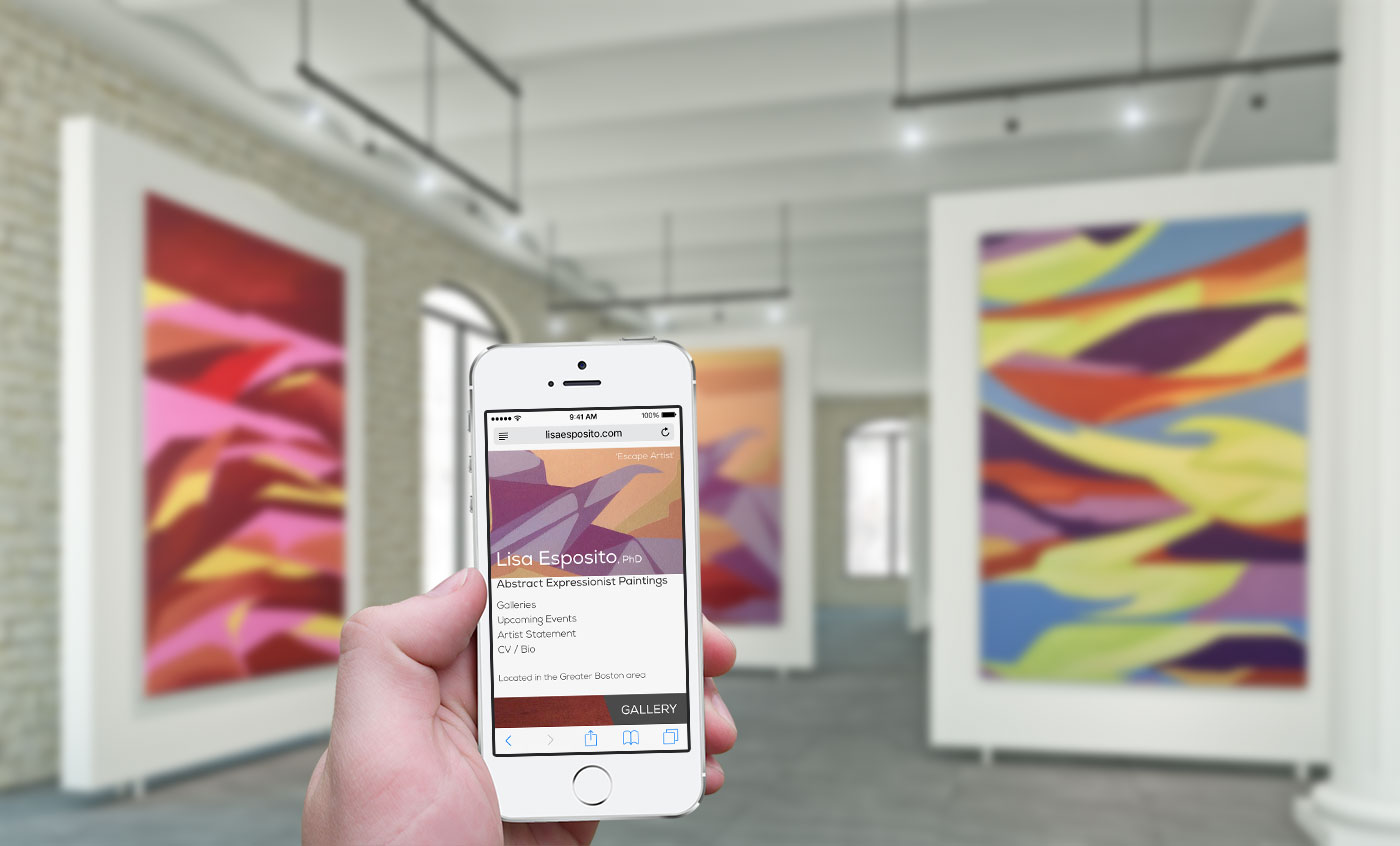 9:41 AM
100%
lisaesposito.com
'Escape Artist'
Lisa Esposito, PhD
Abstract Expressionist Paintings
Galleries
Upcoming Events
Artist Statement
CV / Bio
Located in the Greater Boston area
GALLERY